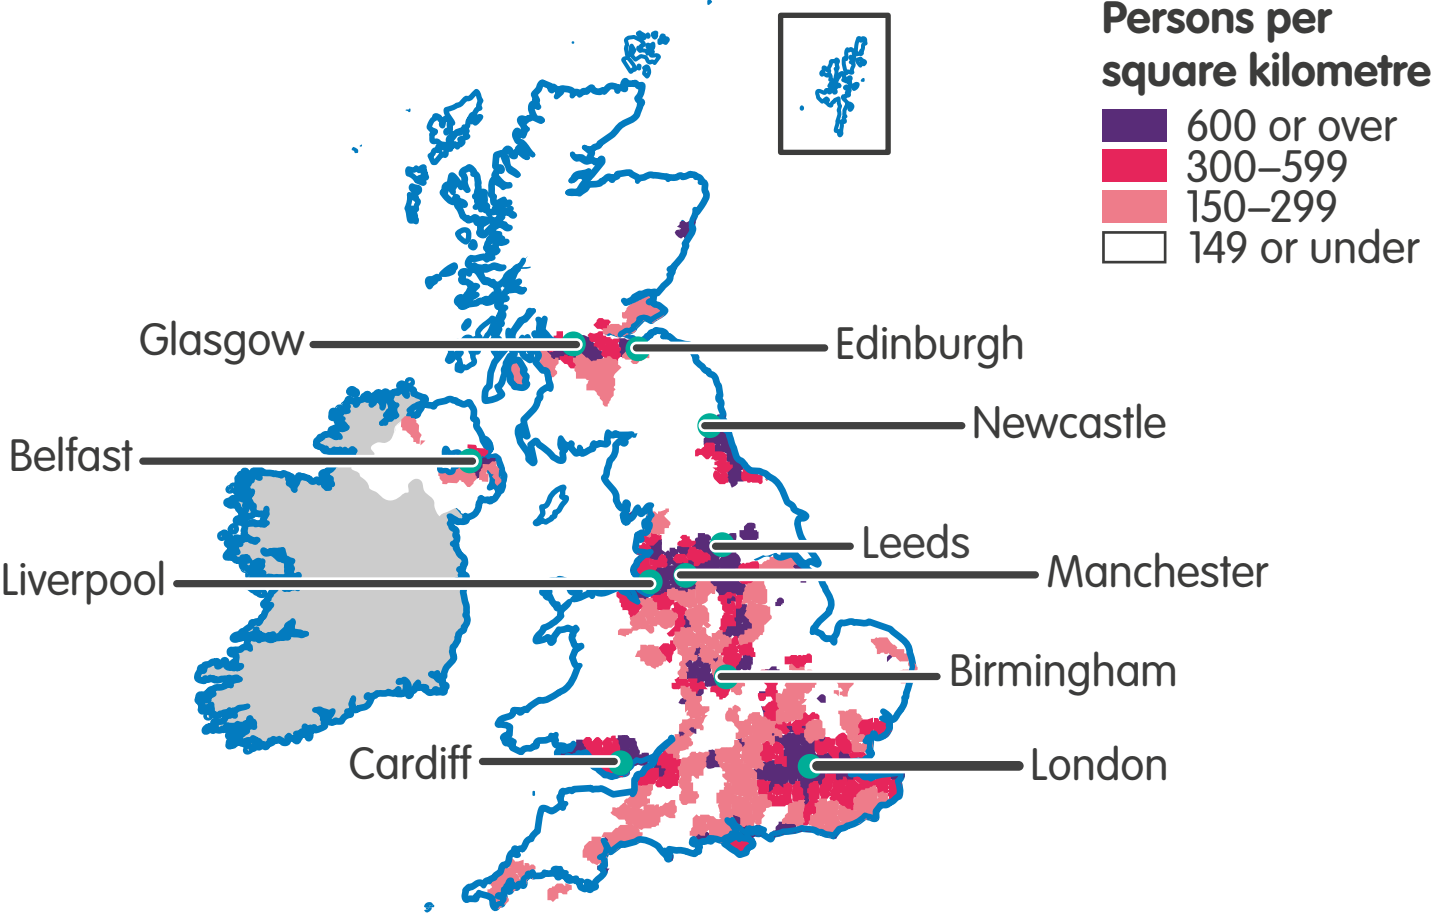 Persons per
square kilometre
600 or over
300–599
150–299
149 or under
Glasgow
Edinburgh
Newcastle
Belfast
Leeds
Manchester
Liverpool
Birmingham
Cardiff
London